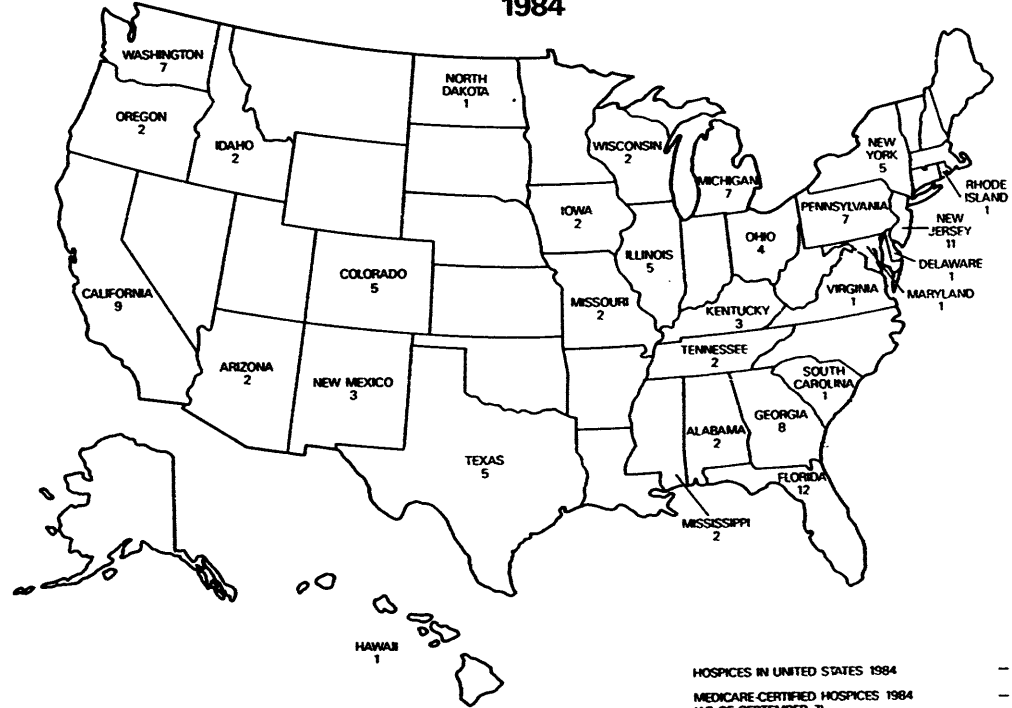 1984
WASHINGTON
7
NORTH
DAKOTA
1
OREGON
2
IDAHO
2
WISCONSIN
2
MICHIGAN
7
NEW
YORK
5
RHODE
ISLAND
1
IOWA
2
PENNSYLVANIA
7
NEW
JERSEY
11
OHIO
4
ILLINOIS
5
DELAWARE
1
COLORADO
5
CALIFORNIA
9
MISSOURI
2
VIRGINIA
1
MARYLAND
1
KENTUCKY
3
TENNESSEE
2
ARIZONA
2
NEW MEXICO
3
SOUTH
CAROLINA
1
GEORGIA
8
ALABAMA
2
TEXAS
5
FLORIDA
12
MISSISSIPPI
2
HAWAII
1
HOSPICES IN UNITED STATES 1984 –
MEDICARE-CERTIFIED HOSPICES 1984 –